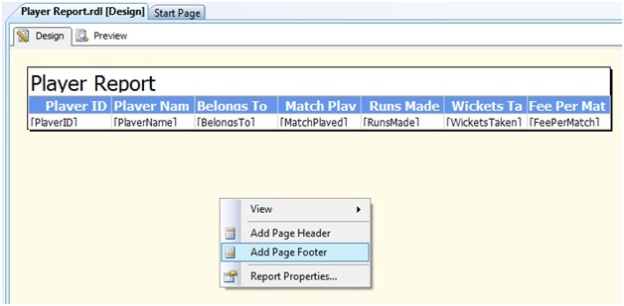 Player Report.rdl [Design] Start Page
Design Preview
Player Report
Player ID Player Nam Belongs To Match Play Runs Made Wickets Ta Fee Per Mat
[PlayerID] [PlayerName] [BelongsTo] [MatchPlayed] [RunsMade] [WicketsTaken] [FeePerMatch]
View
Add Page Header
Add Page Footer
Report Properties...